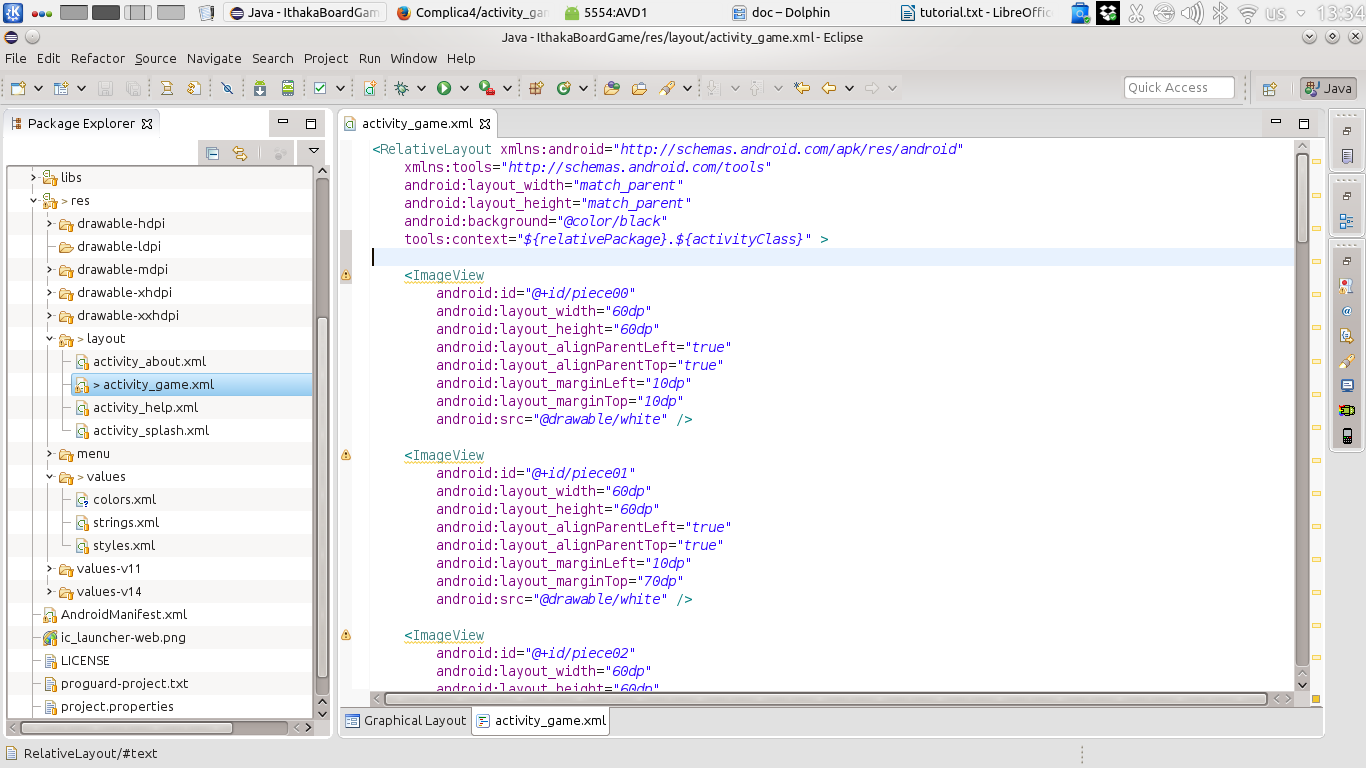 Java - IthakaBoardGam
Complica4/activity_ga
5554:AVD1
doc – Dolphin
tutorial.txt - LibreOffic
us
13:34
Java - IthakaBoardGame/res/layout/activity_game.xml - Eclipse
File Edit Refactor Source Navigate Search Project Run Window Help
Quick Access
Java
Package Explorer
libs
> res
drawable-hdpi
drawable-ldpi
drawable-mdpi
drawable-xhdpi
drawable-xxhdpi
> layout
activity_about.xml
> activity_game.xml
activity_help.xml
activity_splash.xml
menu
> values
colors.xml
strings.xml
styles.xml
values-v11
values-v14
AndroidManifest.xml
ic_launcher-web.png
LICENSE
proguard-project.txt
project.properties
activity_game.xml
<RelativeLayout xmlns:android="http://schemas.android.com/apk/res/android"
xmlns:tools="http://schemas.android.com/tools"
android:layout_width="match_parent"
android:layout_height="match_parent"
android:background="@color/black"
tools:context="${relativePackage}.${activityClass}" >
<ImageView
android:id="@+id/piece00"
android:layout_width="60dp"
android:layout_height="60dp"
android:layout_alignParentLeft="true"
android:layout_alignParentTop="true"
android:layout_marginLeft="10dp"
android:layout_marginTop="10dp"
android:src="@drawable/white" />
<ImageView
android:id="@+id/piece01"
android:layout_width="60dp"
android:layout_height="60dp"
android:layout_alignParentLeft="true"
android:layout_alignParentTop="true"
android:layout_marginLeft="10dp"
android:layout_marginTop="70dp"
android:src="@drawable/white" />
<ImageView
android:id="@+id/piece02"
android:layout_width="60dp"
android:layout_height="60dp"
Graphical Layout
activity_game.xml
RelativeLayout/#text